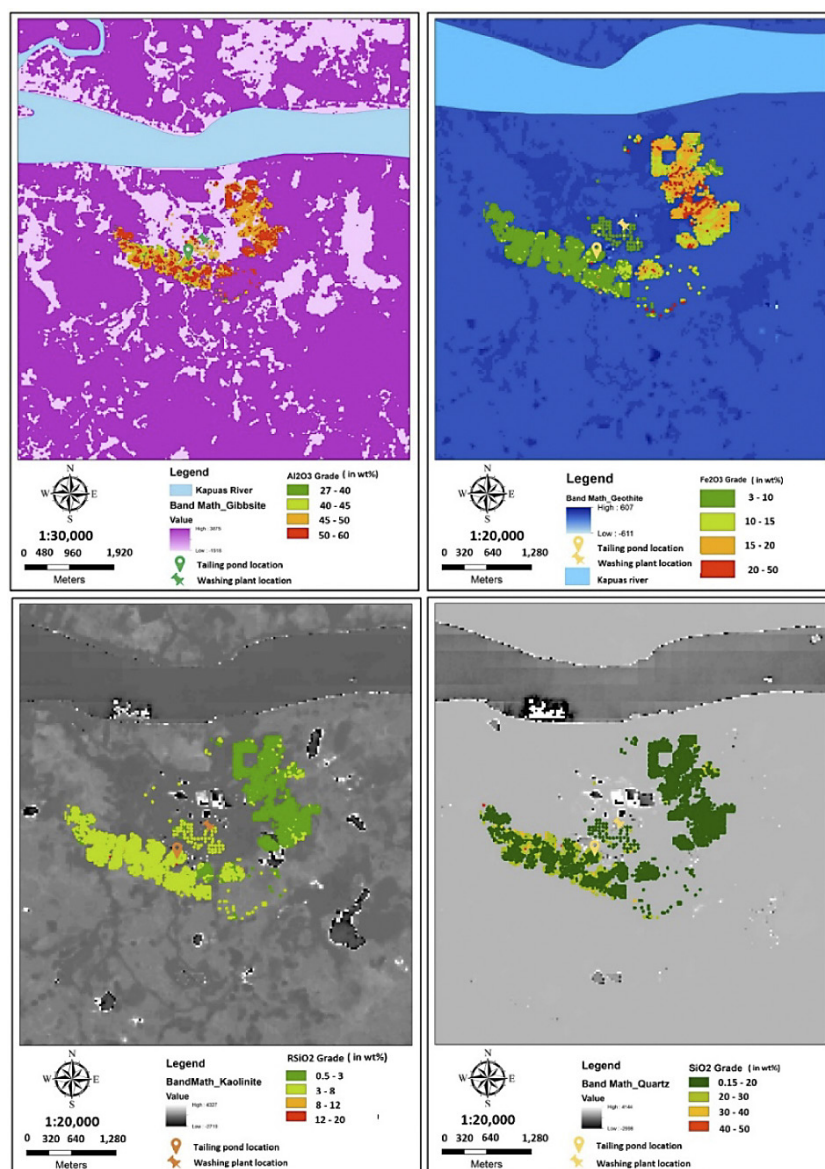 Legend
Kapuas River
Band Math_Gibbsite
Value
High : 3875
Tailing pond location
Washing plant location
Al2O3 Grade ( in wt%)
27 - 40
40 - 45
45 - 50
50 - 60
N
W E
S
1:30,000
0 480 960 1,920
Meters
Legend
Band Math_Geothite
High : 607
Low : -611
Tailing pond location
Washing plant location
Kapuas river
Fe2O3 Grade ( in wt%)
3 - 10
10 - 15
15 - 20
20 - 50
N
W E
S
1:20,000
0 320 640 1,280
Meters
Legend
BandMath_Kaolinite
Value
High : 4327
Tailing pond location
Washing plant location
RSiO2 Grade ( in wt%)
0.5 - 3
3 - 8
8 - 12
12 - 20
N
W E
S
1:20,000
0 320 640 1,280
Meters
Legend
Band Math_Quartz
Value
High : 4144
Tailing pond location
Washing plant location
SiO2 Grade ( in wt%)
0.15 - 20
20 - 30
30 - 40
40 - 50
N
W E
S
1:20,000
0 320 640 1,280
Meters